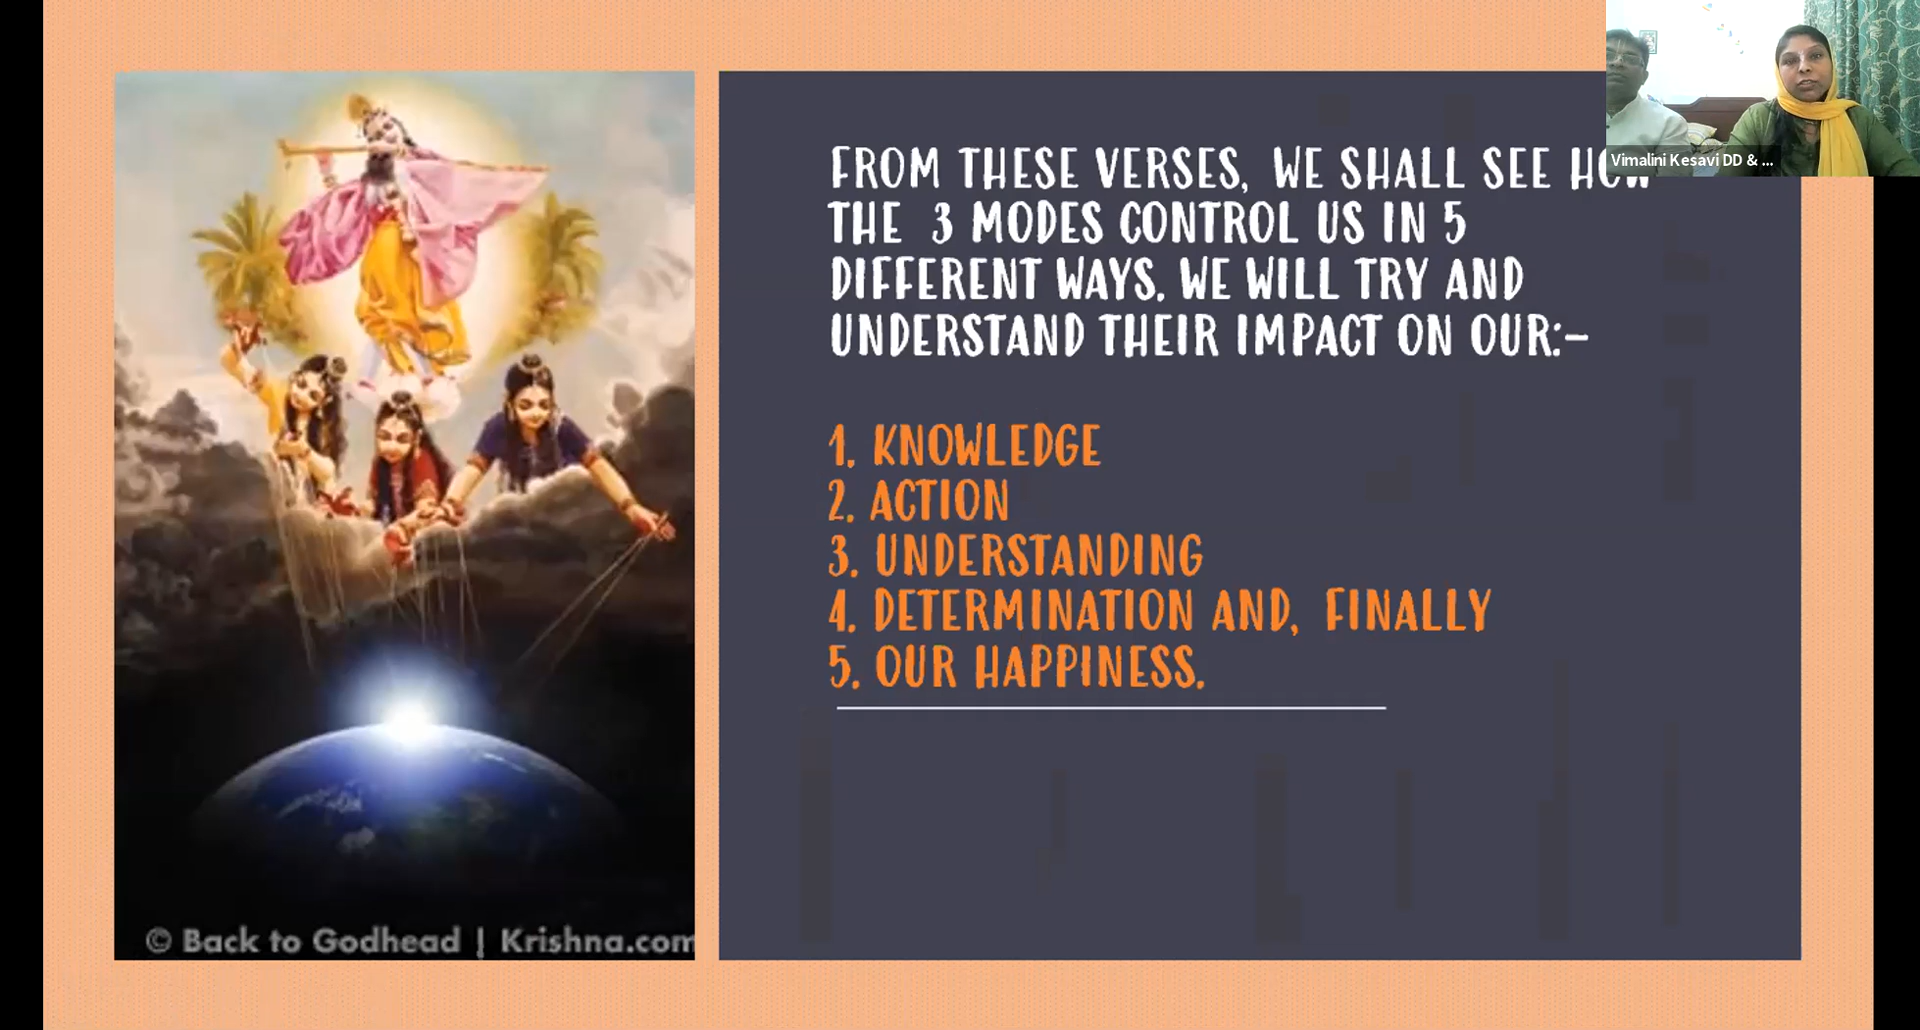 FROM THESE VERSES, WE SHALL SEE HOW
THE 3 MODES CONTROL US IN 5
DIFFERENT WAYS. WE WILL TRY AND
UNDERSTAND THEIR IMPACT ON OUR:-
1. KNOWLEDGE
2. ACTION
3. UNDERSTANDING
4. DETERMINATION AND, FINALLY
5. OUR HAPPINESS.
© Back to Godhead | Krishna.com
Vimalini Kesavi DD & ...